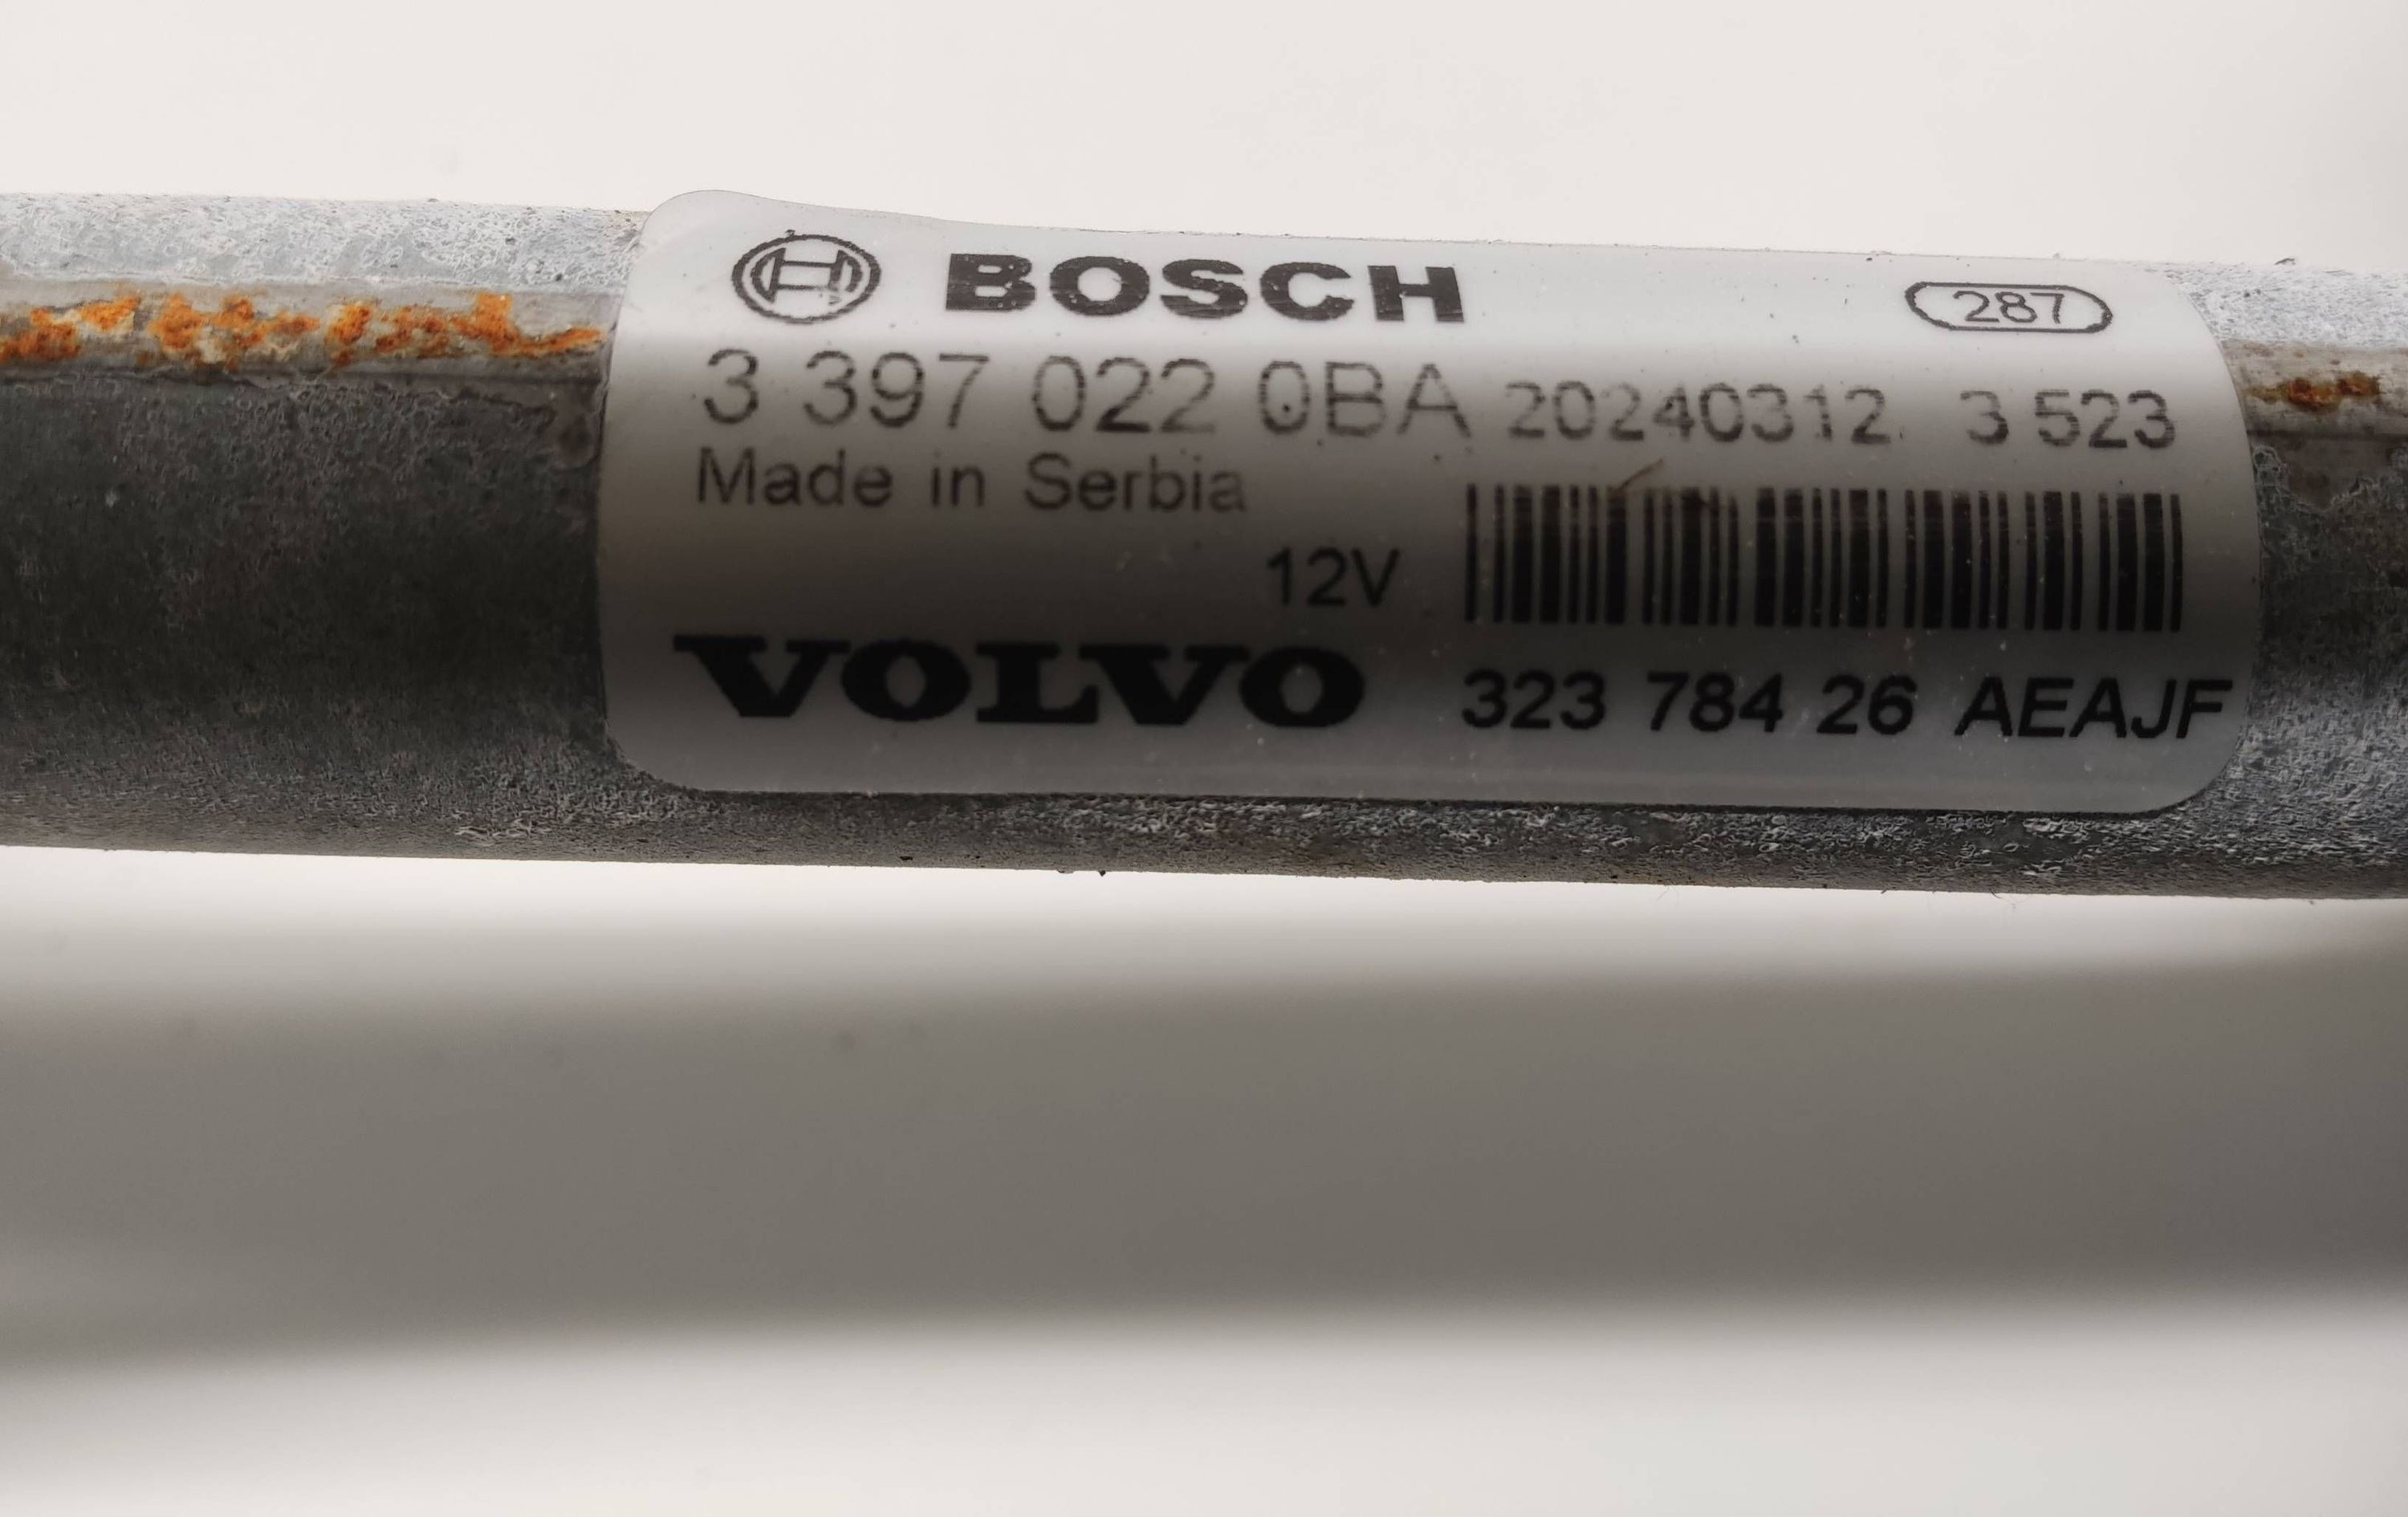 BOSCH 287
3 397 022 0BA 20240312 3 523
Made in Serbia
12V
VOLVO 323 784 26 AEAJF